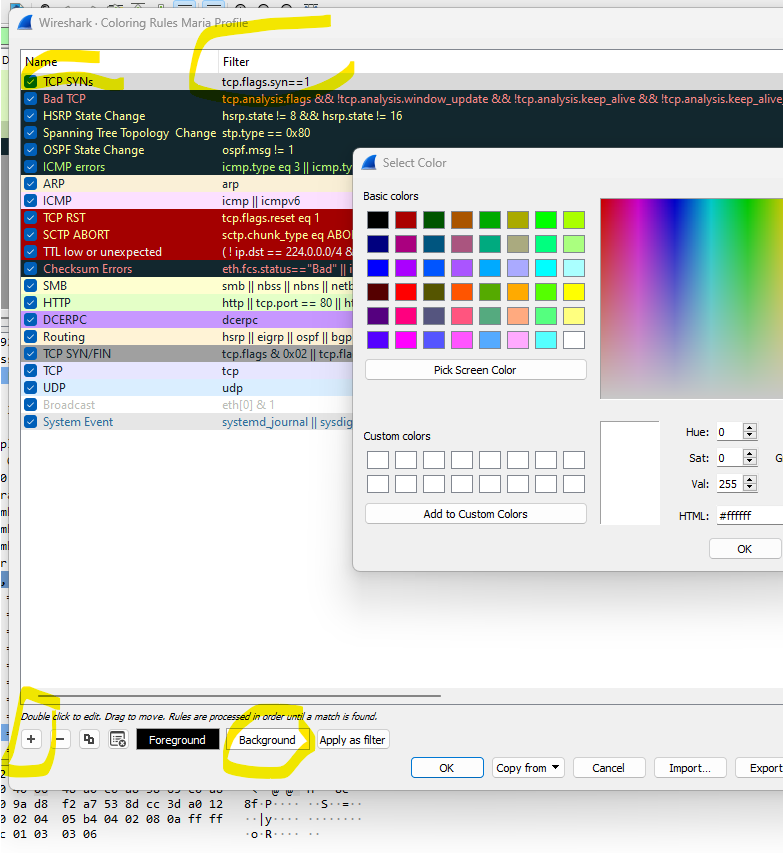 Wireshark · Coloring Rules Maria Profile
Name Filter
TCP SYNs tcp.flags.syn==1
Bad TCP tcp.analysis.flags && !tcp.analysis.window_update && !tcp.analysis.keep_alive && !tcp.analysis.keep_alive_
HSRP State Change hsrp.state != 8 && hsrp.state != 16
Spanning Tree Topology Change stp.type == 0x80
OSPF State Change ospf.msg != 1
ICMP errors icmp.type eq 3 || icmp.ty
ARP arp
ICMP icmp || icmpv6
TCP RST tcp.flags.reset eq 1
SCTP ABORT sctp.chunk_type eq ABO
TTL low or unexpected ( ! ip.dst == 224.0.0.0/4 &
Checksum Errors eth.fcs.status=="Bad" || i
SMB smb || nbss || nbns || netb
HTTP http || tcp.port == 80 || ht
DCERPC dcerpc
Routing hsrp || eigrp || ospf || bgp
TCP SYN/FIN tcp.flags & 0x02 || tcp.fla
TCP tcp
UDP udp
Broadcast eth[0] & 1
System Event systemd_journal || sysdig
Select Color
Basic colors
Pick Screen Color
Custom colors
Add to Custom Colors
Hue: 0
Sat: 0 G
Val: 255
HTML: #ffffff
OK
Double click to edit. Drag to move. Rules are processed in order until a match is found.
+ − Foreground Background Apply as filter
OK Copy from Cancel Import... Export
0 9a d8 f2 a7 53 8d cc 3d a0 12 8f·P···· ··S··=··
0 02 04 05 b4 04 02 08 0a ff ff
c 01 03 03 06 ·oR···· ··